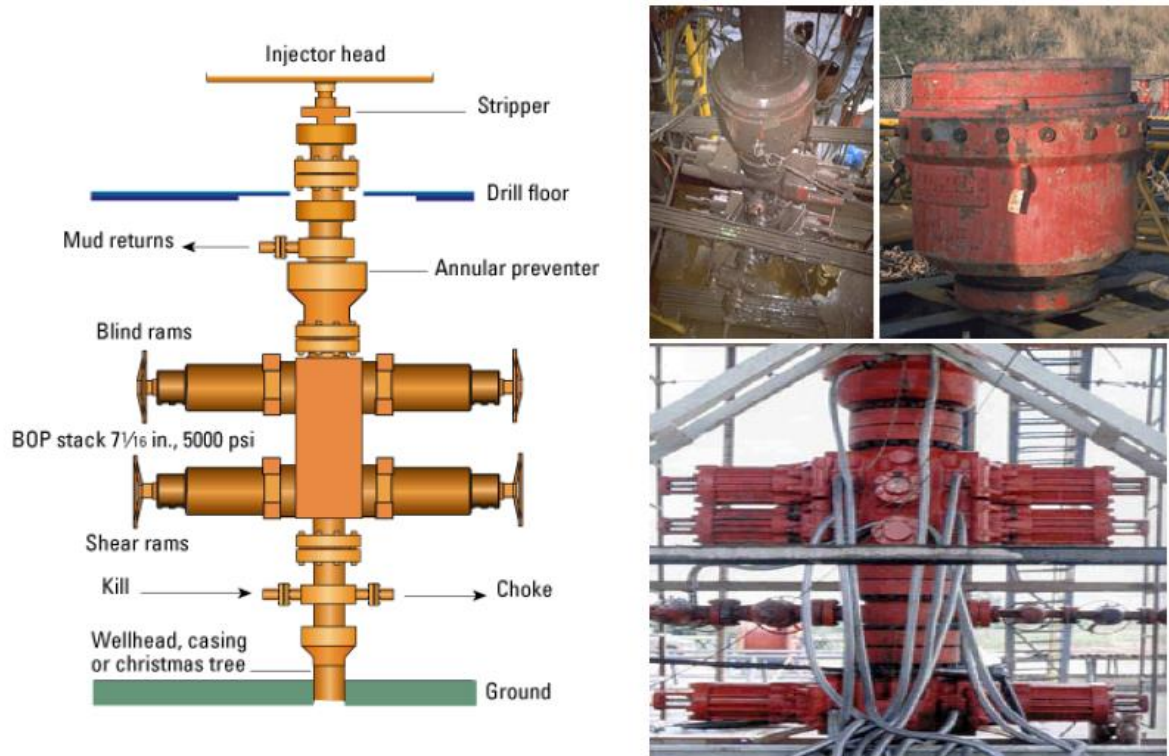 Injector head
Stripper
Drill floor
Mud returns
Annular preventer
Blind rams
BOP stack 7 1/16 in., 5000 psi
Shear rams
Kill
Choke
Wellhead, casing
or christmas tree
Ground